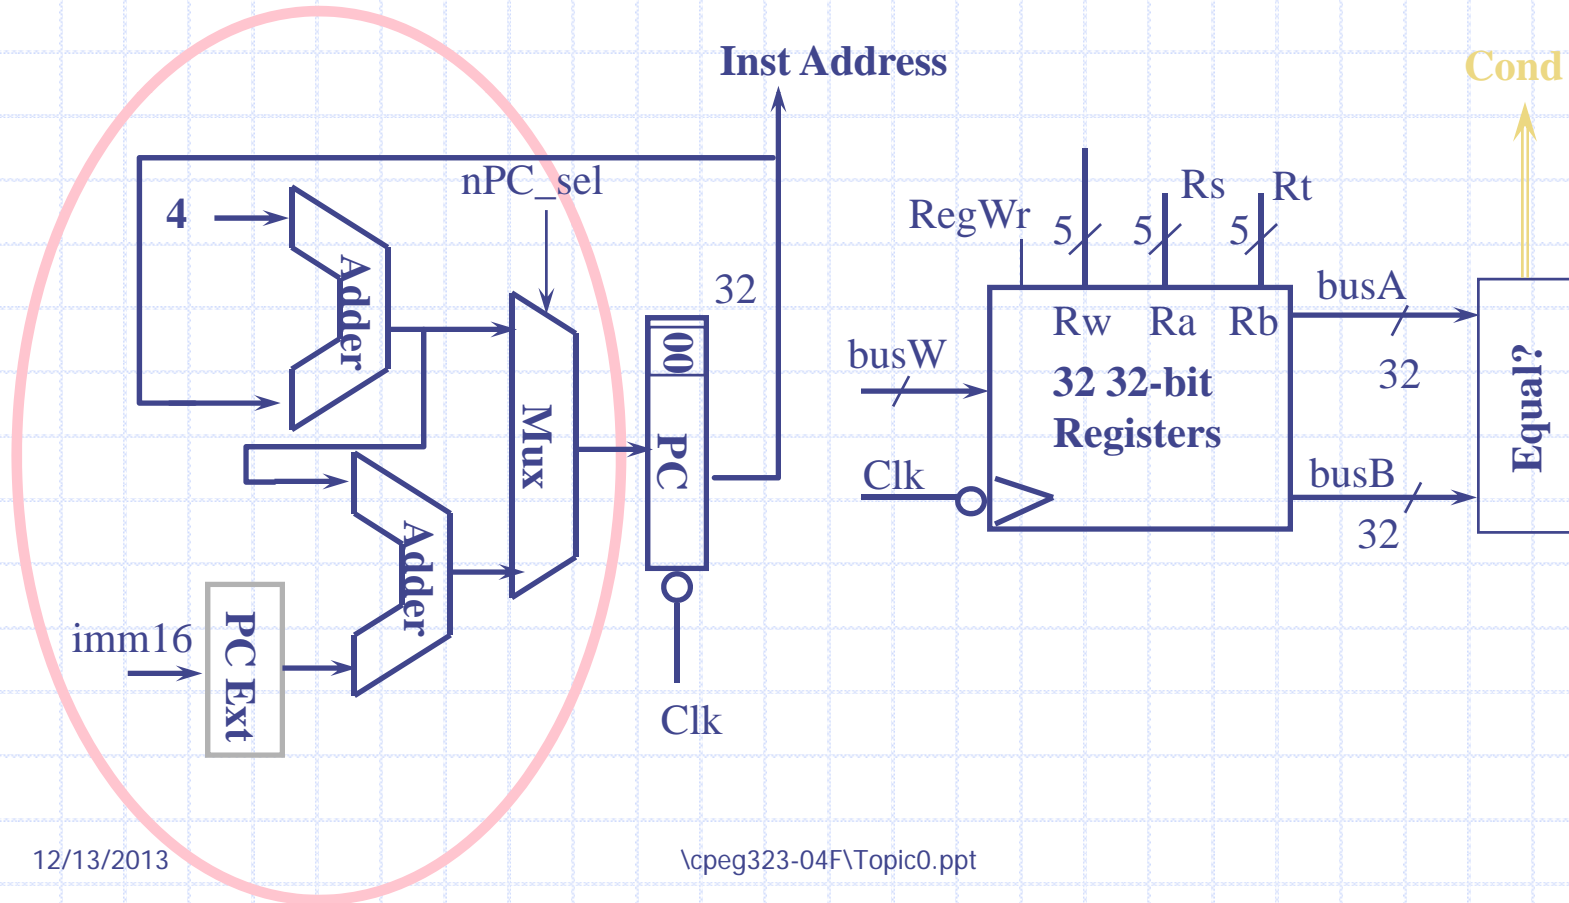 Inst Address
Cond
nPC_sel
4
Adder
RegWr
5
5
Rs
5
Rt
32
busA
00
Rw
Ra
Rb
busW
32 32-bit
Registers
32
Equal?
Mux
PC
Clk
busB
32
Adder
imm16
PC Ext
Clk
12/13/2013
\cpeg323-04F\Topic0.ppt